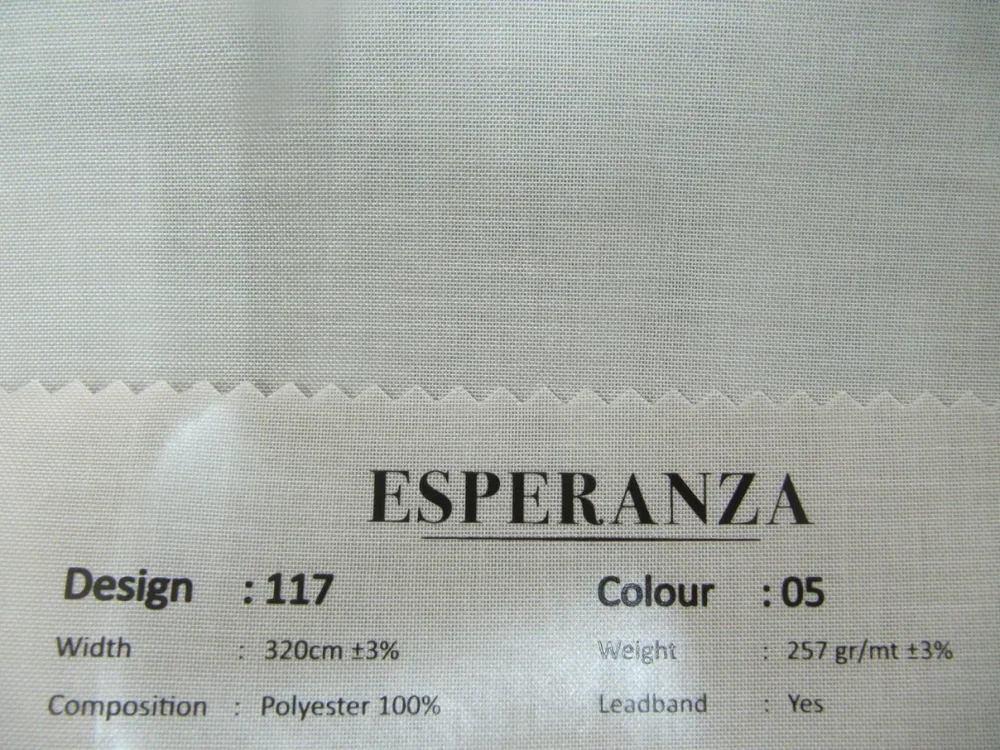 ESPERANZA
Design : 117 Colour : 05
Width : 320cm ±3% Weight : 257 gr/mt ±3%
Composition : Polyester 100% Leadband : Yes